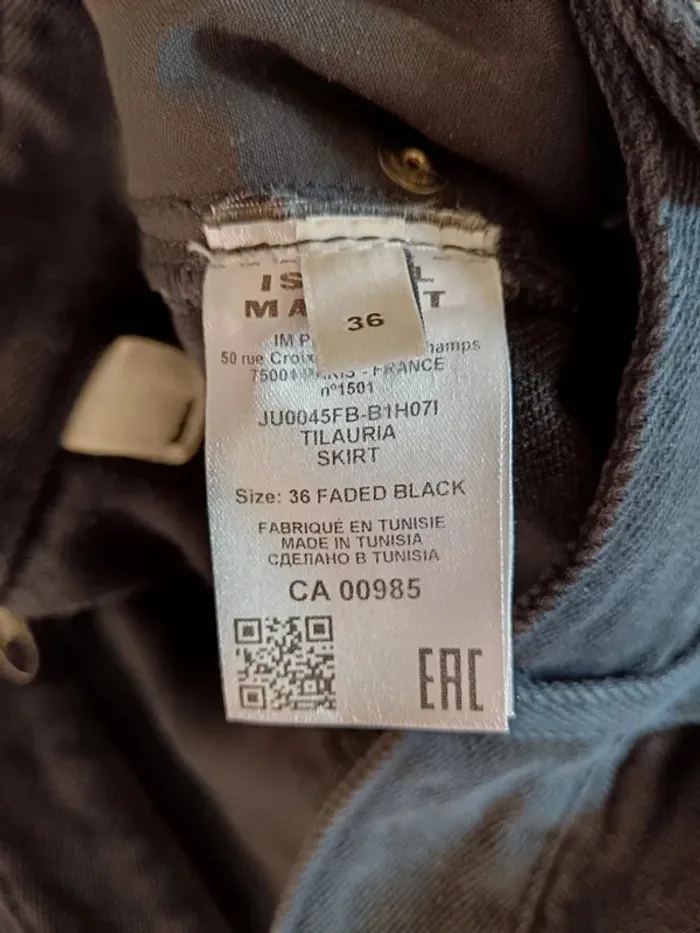 36
IM P
50 rue Croix champs
75001 PARIS - FRANCE
n°1501
JU0045FB-B1H07I
TILAURIA
SKIRT
Size: 36 FADED BLACK
FABRIQUÉ EN TUNISIE
MADE IN TUNISIA
СДЕЛАНО В TUNISIA
CA 00985
EAC